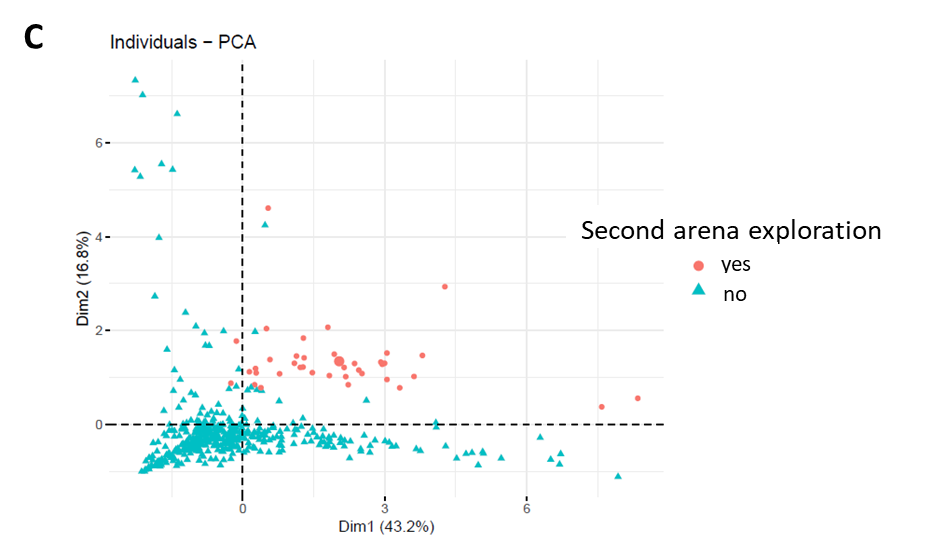 C
Individuals − PCA
6
4
2
0
Dim2 (16.8%)
0 3 6
Dim1 (43.2%)
Second arena exploration
yes
no